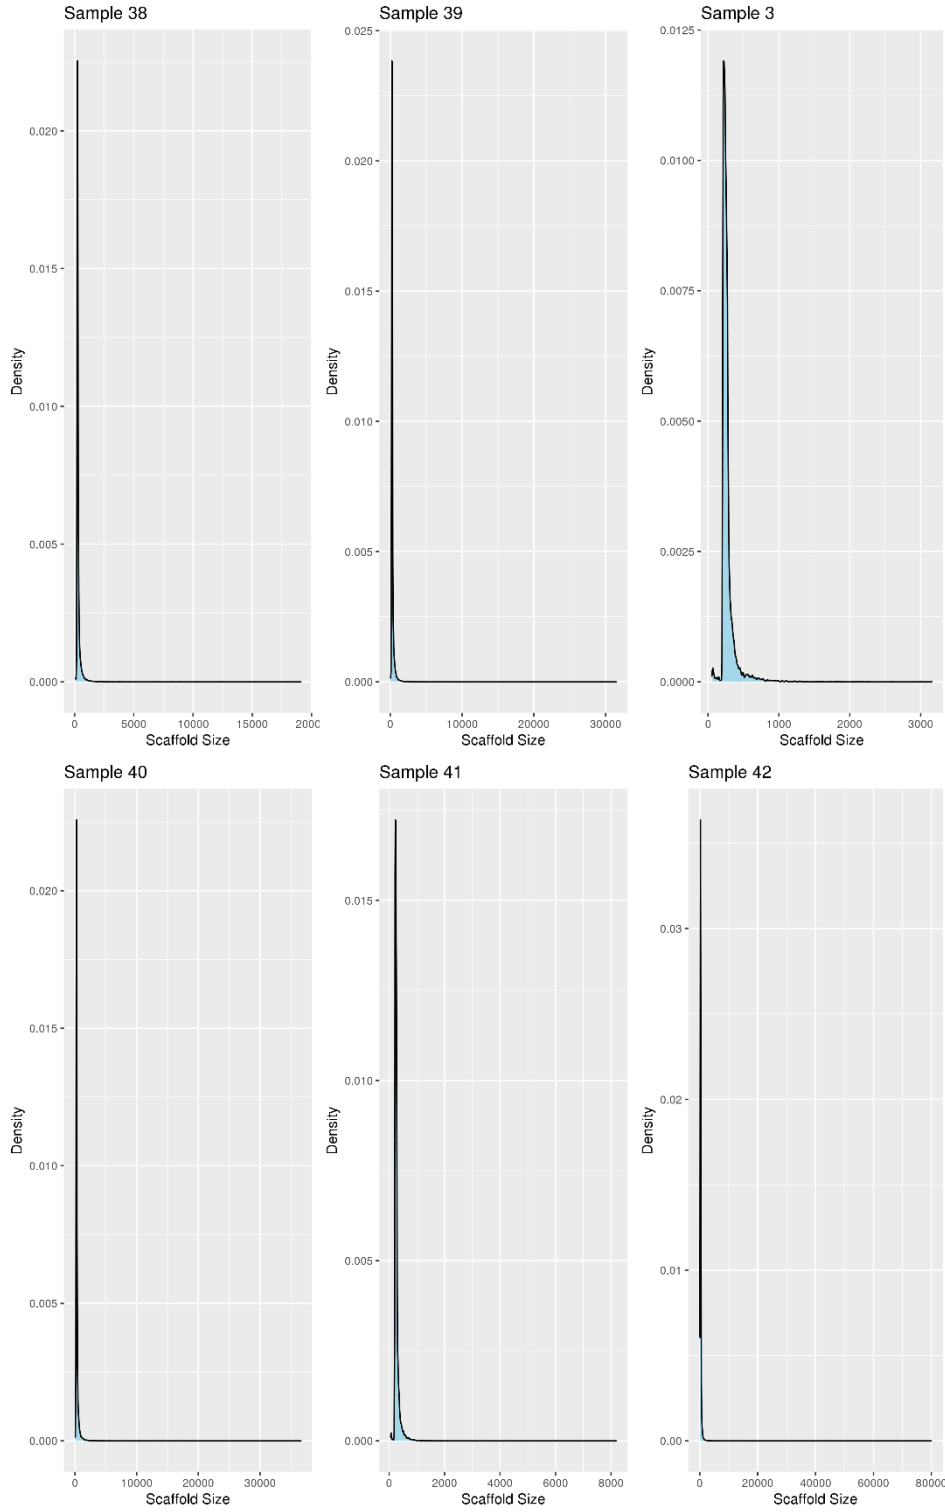 Sample 38
Density
0.020
0.015
0.010
0.005
0.000
0 5000 10000 15000 2000
Scaffold Size
Sample 39
Density
0.025
0.020
0.015
0.010
0.005
0.000
0 10000 20000 30000
Scaffold Size
Sample 3
Density
0.0125
0.0100
0.0075
0.0050
0.0025
0.0000
0 1000 2000 3000
Scaffold Size
Sample 40
Density
0.020
0.015
0.010
0.005
0.000
0 10000 20000 30000
Scaffold Size
Sample 41
Density
0.015
0.010
0.005
0.000
0 2000 4000 6000 8000
Scaffold Size
Sample 42
Density
0.03
0.02
0.01
0.00
0 20000 40000 60000 80000
Scaffold Size